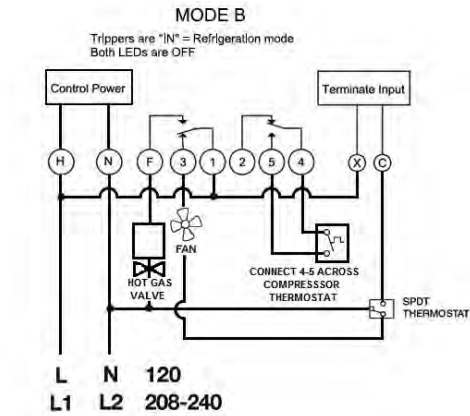 MODE B
Trippers are "IN" = Refrigeration mode
Both LEDs are OFF
Control Power
Terminate Input
H N F 3 1 2 5 4 X C
FAN
HOT GAS
VALVE
CONNECT 4-5 ACROSS
COMPRESSSOR
THERMOSTAT
SPDT
THERMOSTAT
L N 120
L1 L2 208-240